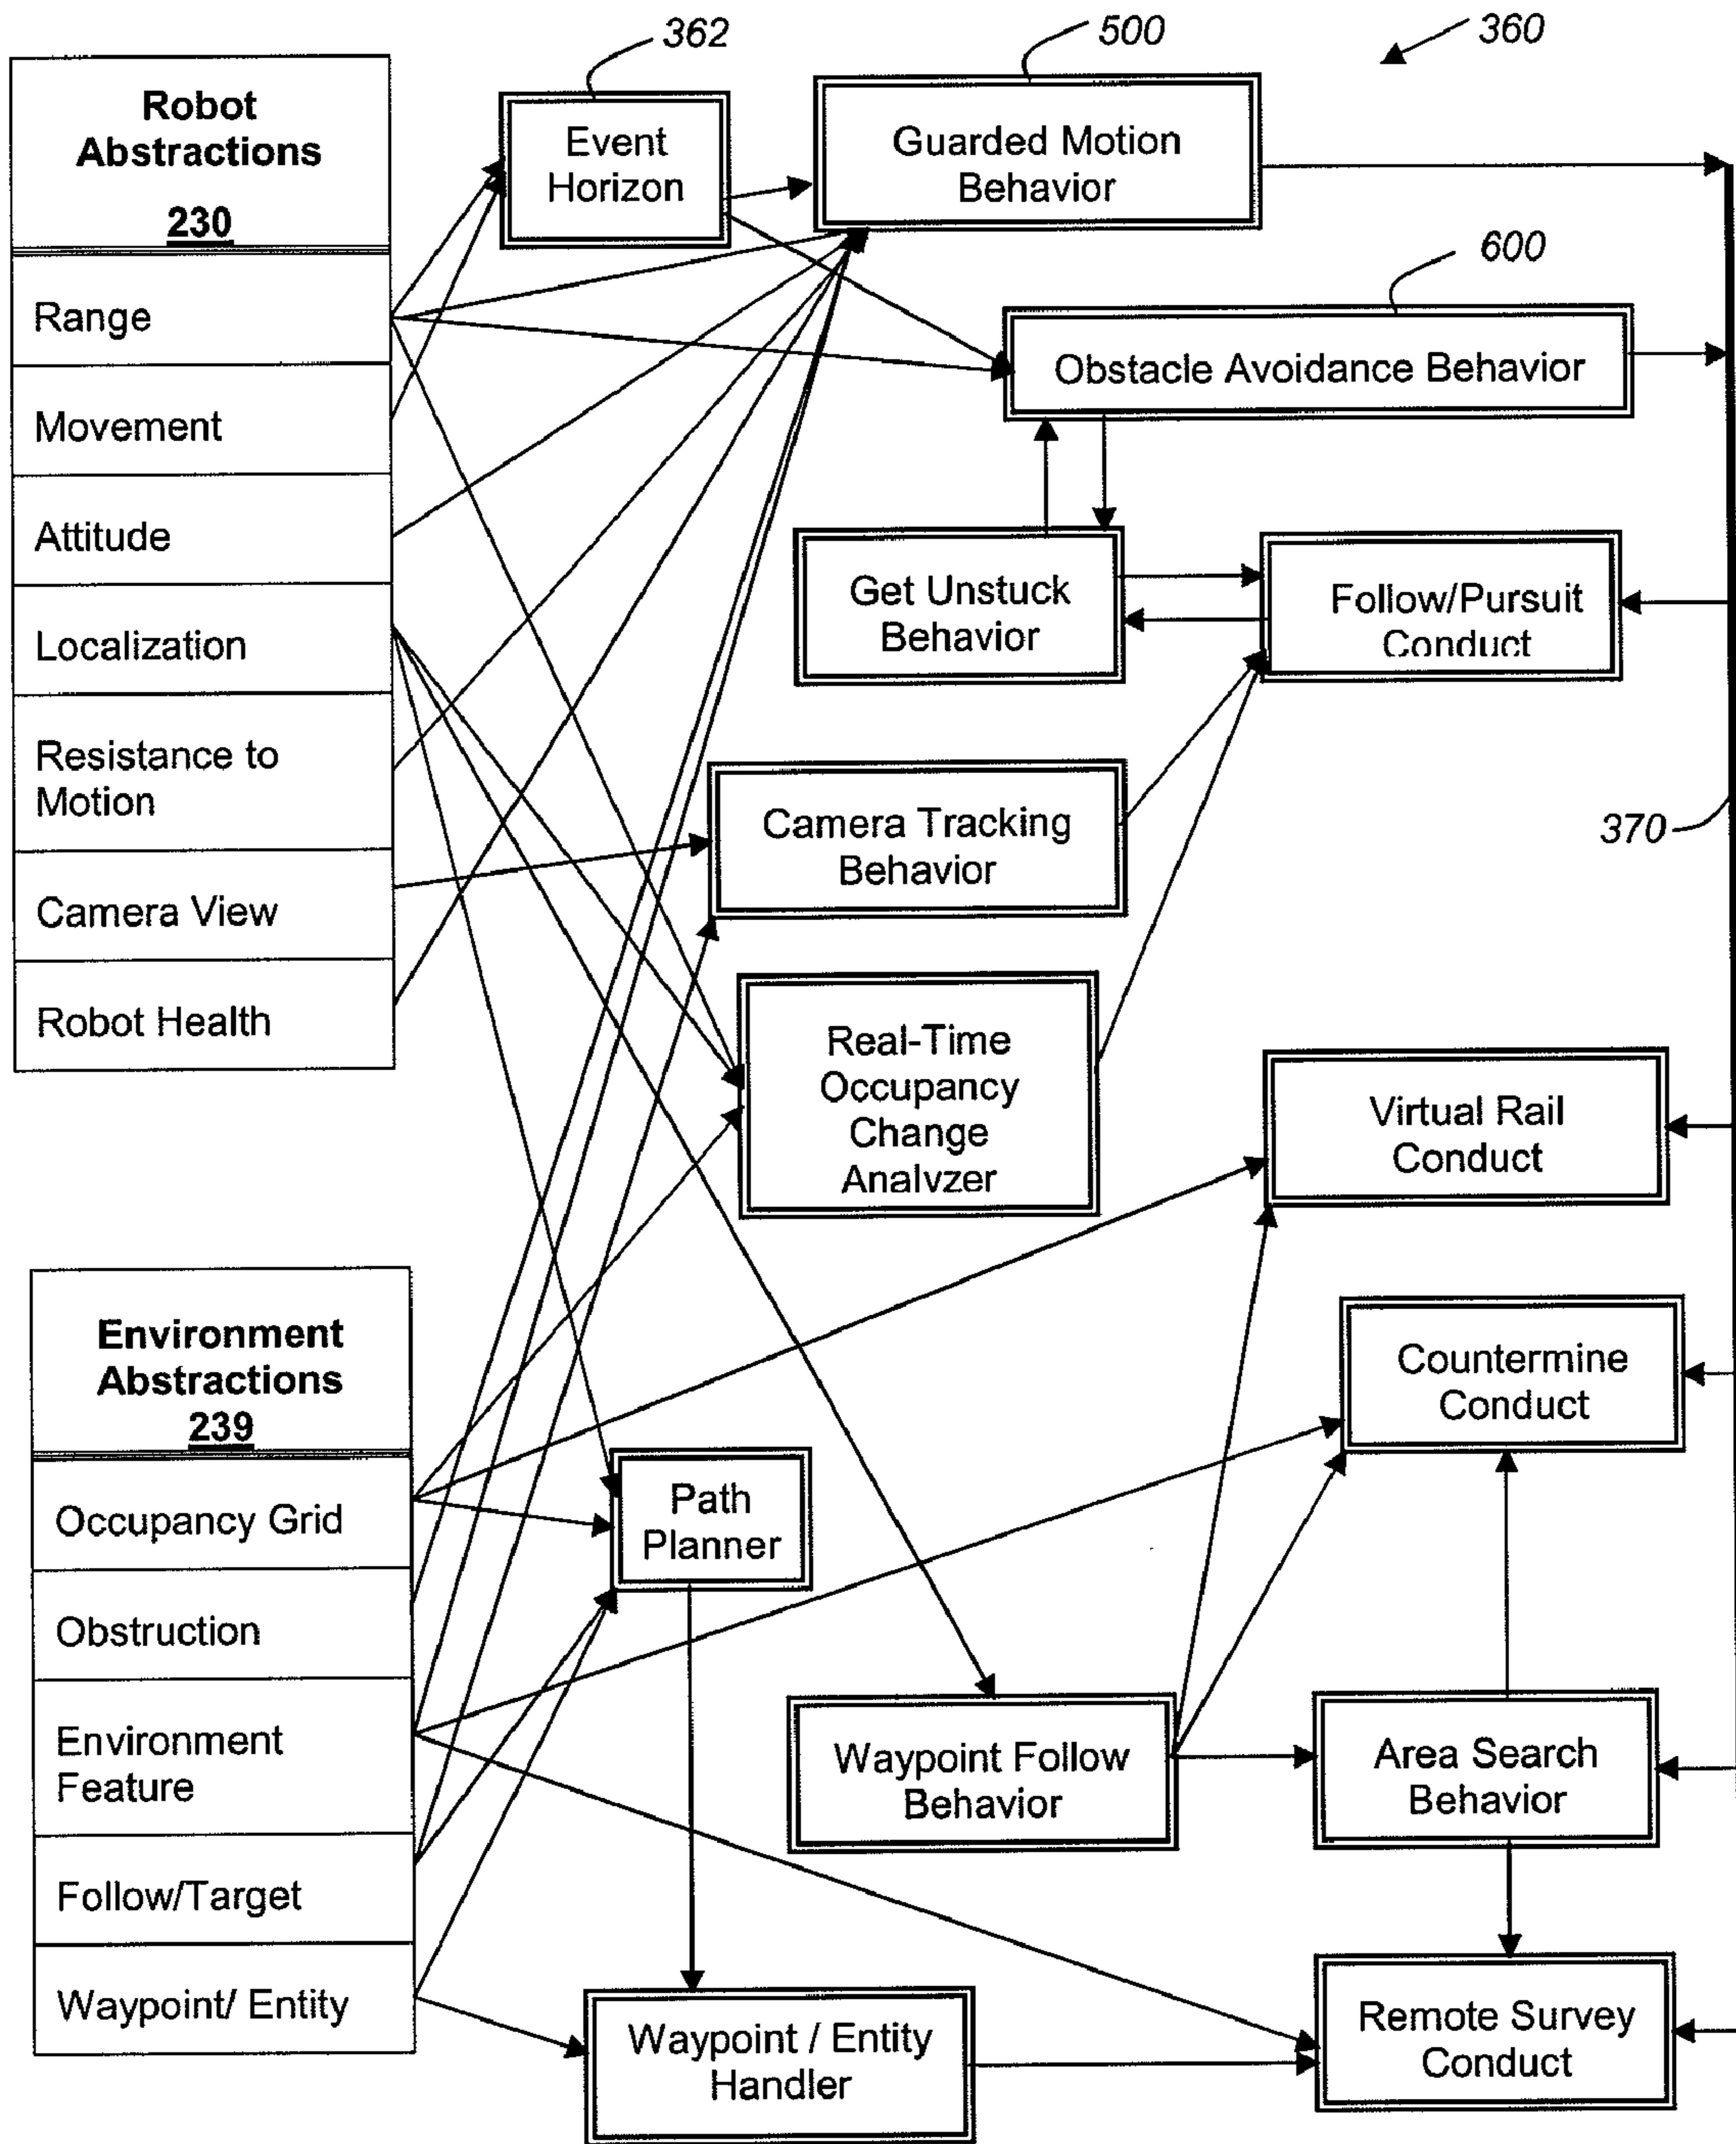 362
500
360
Robot
Abstractions
230
Range
Movement
Attitude
Localization
Resistance to
Motion
Camera View
Robot Health
Event
Horizon
Guarded Motion
Behavior
600
Obstacle Avoidance Behavior
Get Unstuck
Behavior
Follow/Pursuit
Conduct
370
Camera Tracking
Behavior
Real-Time
Occupancy
Change
Analyzer
Virtual Rail
Conduct
Environment
Abstractions
239
Occupancy Grid
Obstruction
Environment
Feature
Follow/Target
Waypoint/ Entity
Countermine
Conduct
Path
Planner
Waypoint Follow
Behavior
Area Search
Behavior
Waypoint / Entity
Handler
Remote Survey
Conduct